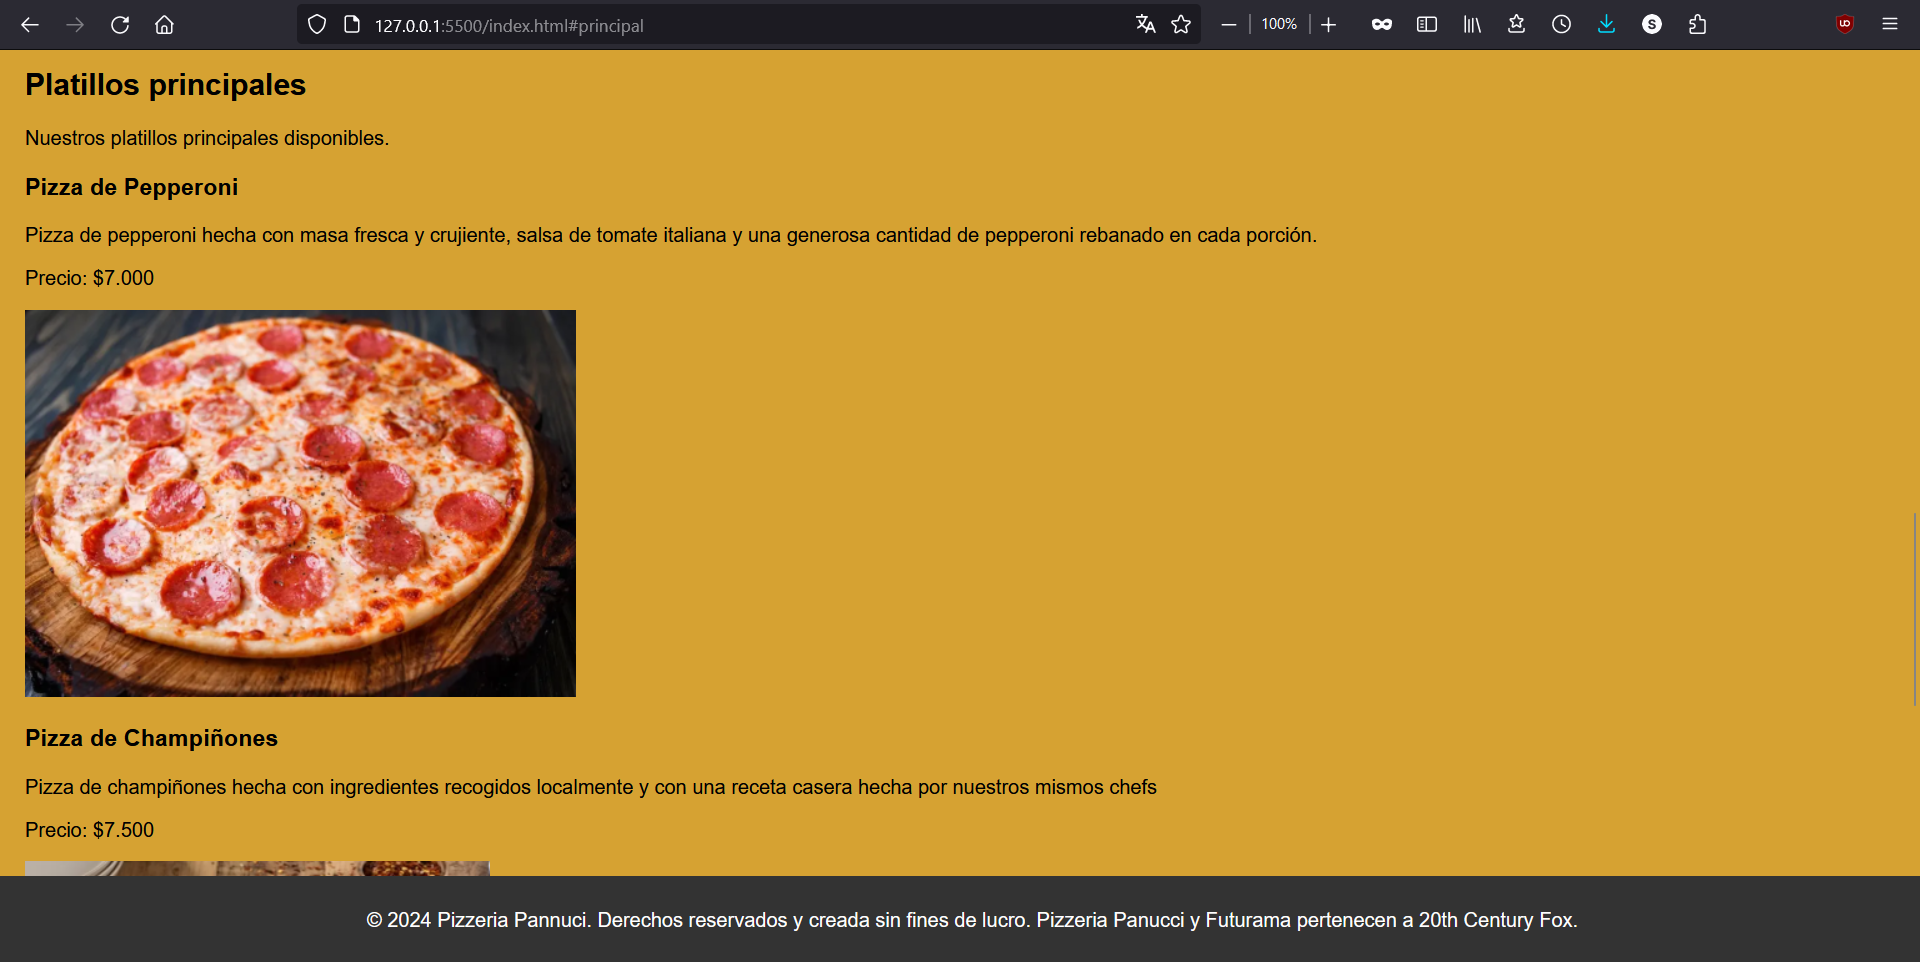 127.0.0.1:5500/index.html#principal
100%
S
Platillos principales
Nuestros platillos principales disponibles.
Pizza de Pepperoni
Pizza de pepperoni hecha con masa fresca y crujiente, salsa de tomate italiana y una generosa cantidad de pepperoni rebanado en cada porción.
Precio: $7.000
Pizza de Champiñones
Pizza de champiñones hecha con ingredientes recogidos localmente y con una receta casera hecha por nuestros mismos chefs
Precio: $7.500
© 2024 Pizzeria Pannuci. Derechos reservados y creada sin fines de lucro. Pizzeria Panucci y Futurama pertenecen a 20th Century Fox.